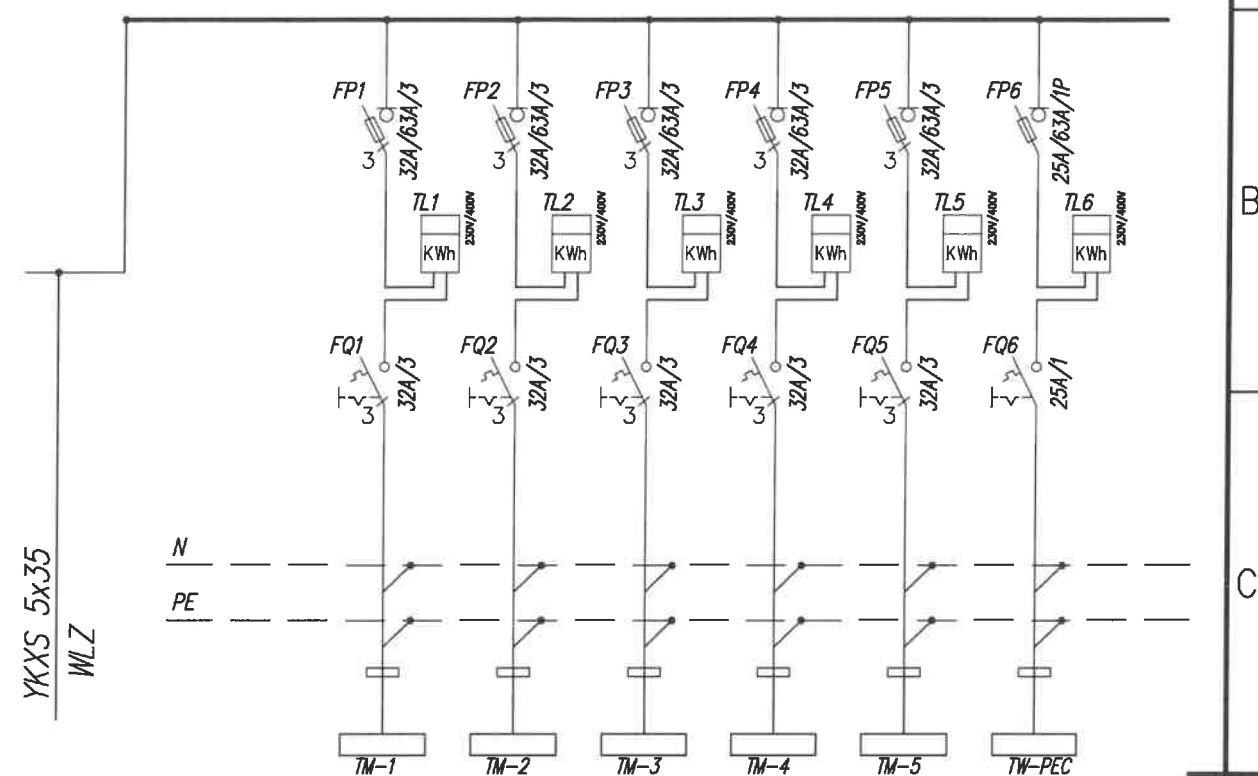 FP1
32A/63A/3
3
FP2
32A/63A/3
3
FP3
32A/63A/3
3
FP4
32A/63A/3
3
FP5
32A/63A/3
3
FP6
25A/63A/1P
B
TL1
230V/400V
KWh
TL2
230V/400V
KWh
TL3
230V/400V
KWh
TL4
230V/400V
KWh
TL5
230V/400V
KWh
TL6
230V/400V
KWh
FQ1
32A/3
3
FQ2
32A/3
3
FQ3
32A/3
3
FQ4
32A/3
3
FQ5
32A/3
3
FQ6
25A/1
YKXS 5x35
WLZ
N
PE
C
TM-1
TM-2
TM-3
TM-4
TM-5
TW-PEC